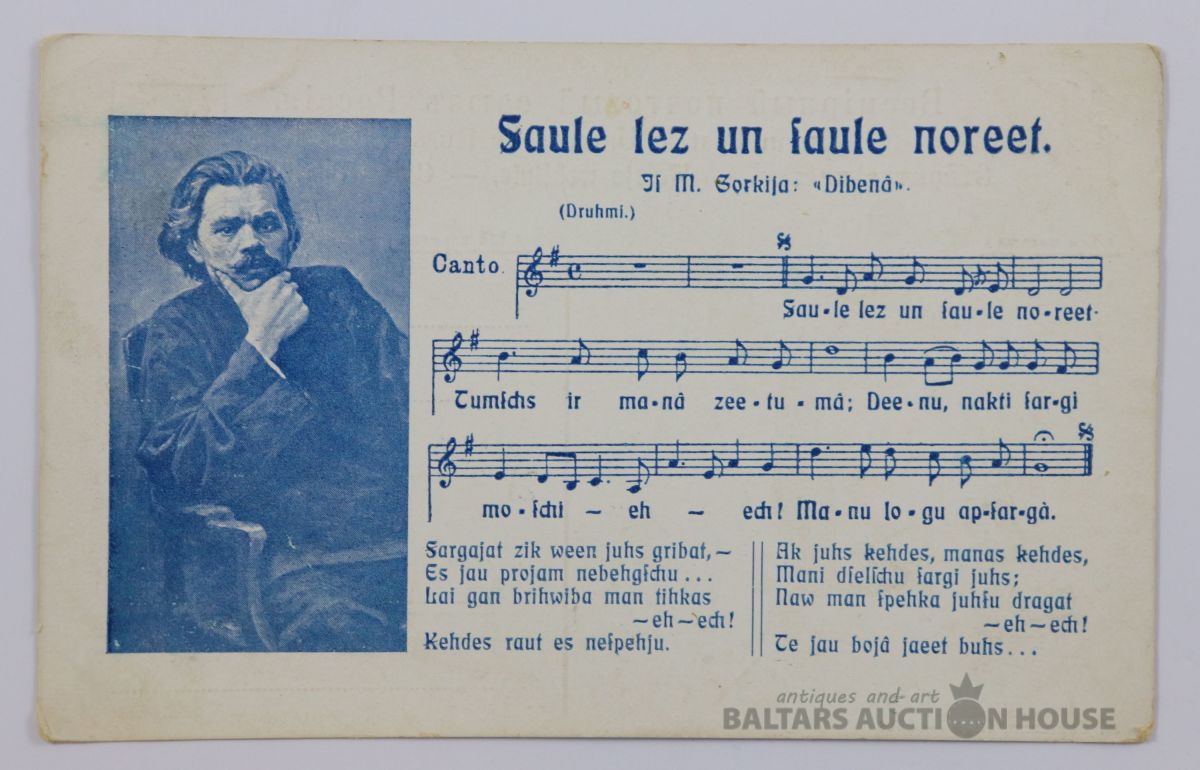 Saule lez un ſaule noreet.
Iſ M. Gorkija: «Dibenâ».
(Druhmi.)
Canto.
Sau-le lez un ſau-le no-reet-
Tumſchs ir ma-nâ zee-tu-mâ; Dee-nu, nakti ſar-gi
mo-ſchi – eh – ech! Ma-nu lo-gu ap-ſar-gà.
Sargajat zik ween juhs gribat, –
Es jau projam nebehgſchu...
Lai gan brihwiba man tihkas
–eh–ech!
Kehdes raut es neſpehju.
Ak juhs kehdes, manas kehdes,
Mani dſelſchu ſargi juhs;
Naw man ſpehka juhſu dragat
–eh–ech!
Te jau bojâ jaeet buhs...
antiques and art
BALTARS AUCTION HOUSE